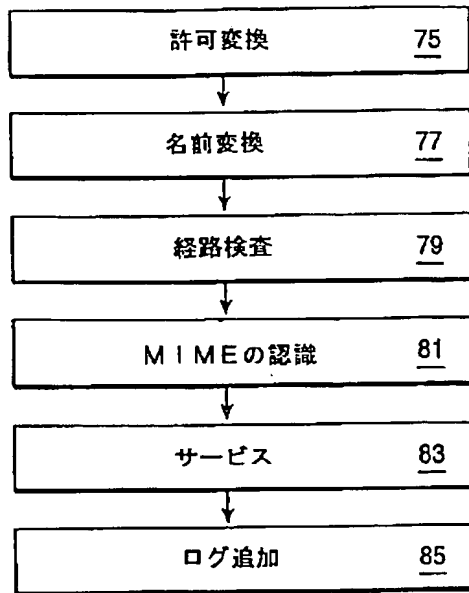 許可変換 75
名前変換 77
経路検査 79
MIMEの認識 81
サービス 83
ログ追加 85